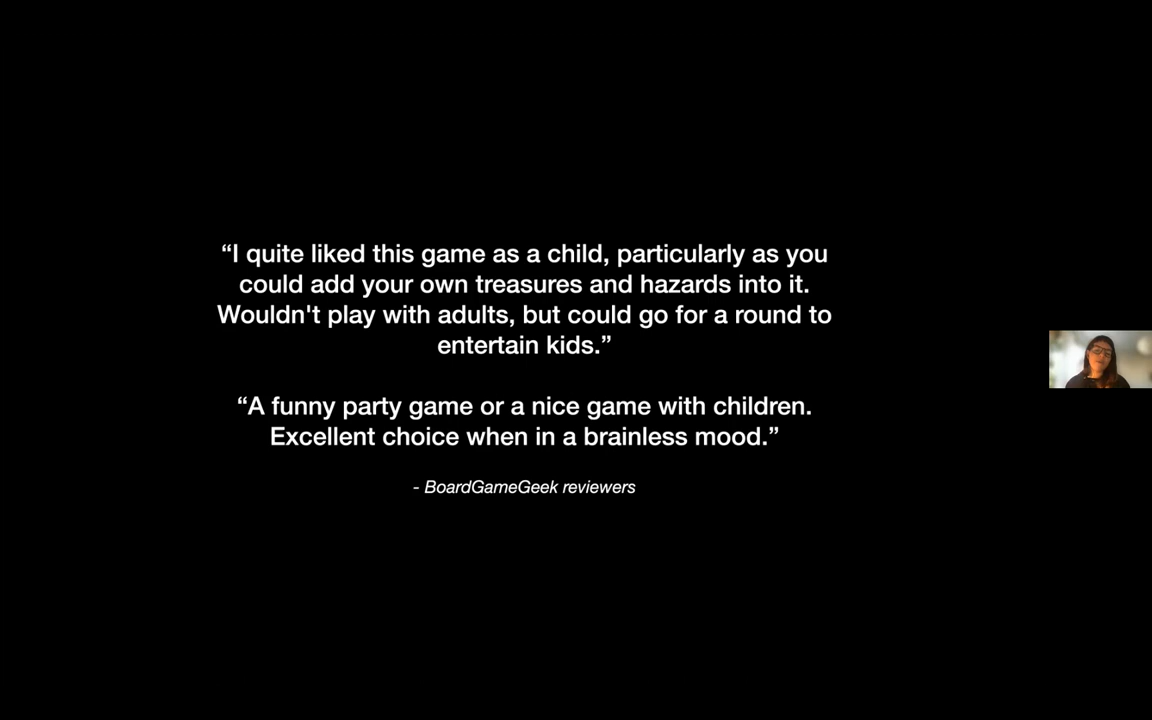 “I quite liked this game as a child, particularly as you
could add your own treasures and hazards into it.
Wouldn't play with adults, but could go for a round to
entertain kids.”
“A funny party game or a nice game with children.
Excellent choice when in a brainless mood.”
- BoardGameGeek reviewers